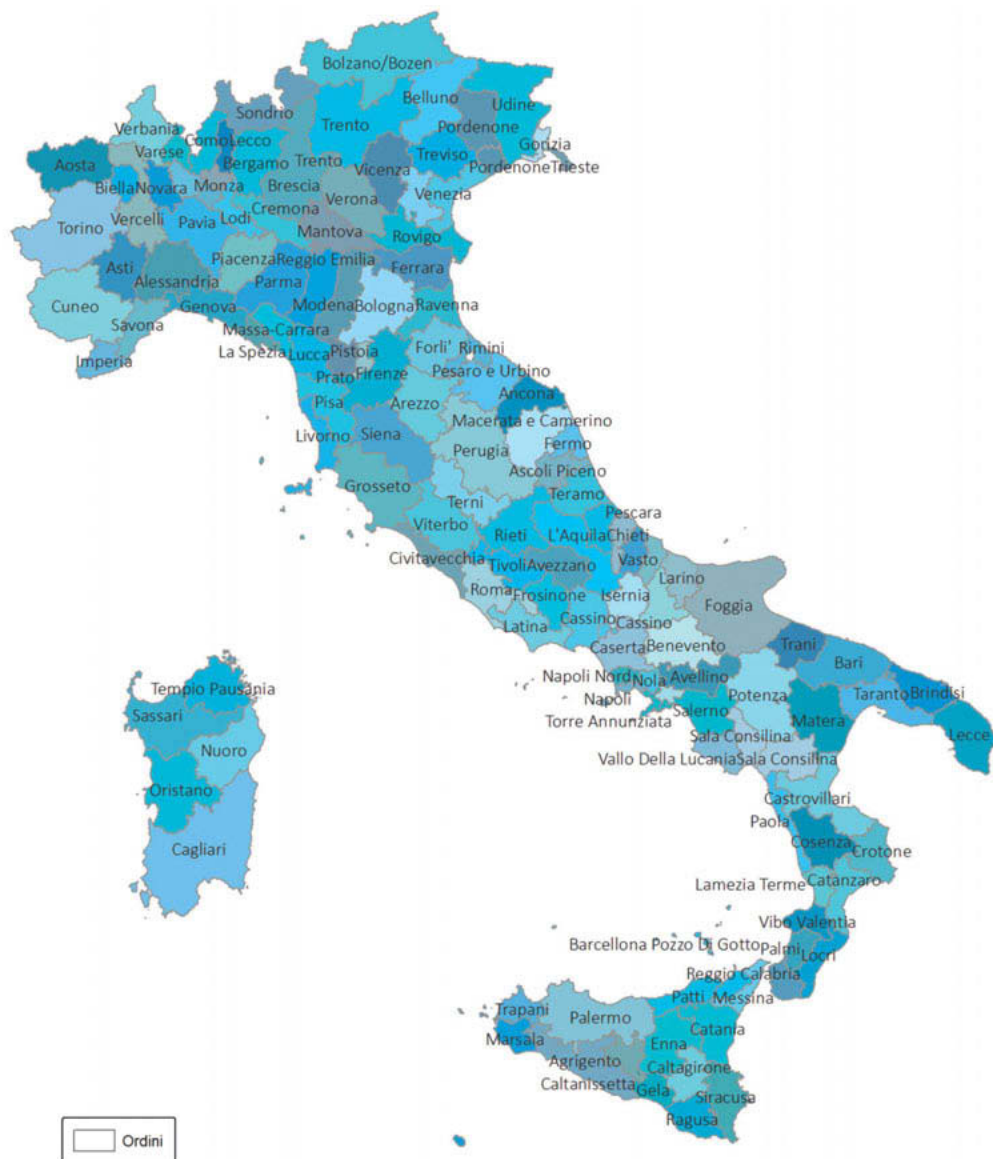 Bolzano/Bozen
Belluno
Udine
Sondrio
Trento
Pordenone
Verbania
Gorizia
Como
Lecco
Varese
Treviso
Aosta
Bergamo
Trento
Vicenza
Pordenone
Trieste
Biella
Novara
Monza
Brescia
Venezia
Verona
Cremona
Vercelli
Lodi
Torino
Pavia
Mantova
Rovigo
Piacenza
Reggio Emilia
Asti
Ferrara
Alessandria
Parma
Cuneo
Genova
Modena
Bologna
Ravenna
Savona
Massa-Carrara
La Spezia
Lucca
Pistoia
Forli'
Rimini
Imperia
Prato
Firenze
Pesaro e Urbino
Pisa
Arezzo
Ancona
Macerata e Camerino
Livorno
Siena
Fermo
Perugia
Ascoli Piceno
Grosseto
Teramo
Terni
Pescara
Viterbo
Rieti
L'Aquila
Chieti
Civitavecchia
Vasto
Tivoli
Avezzano
Larino
Roma
Frosinone
Isernia
Foggia
Latina
Cassino
Cassino
Caserta
Benevento
Trani
Bari
Napoli Nord
Nola
Avellino
Napoli
Potenza
Taranto
Brindisi
Torre Annunziata
Salerno
Matera
Lecce
Sala Consilina
Vallo Della Lucania
Sala Consilina
Tempio Pausania
Sassari
Nuoro
Oristano
Castrovillari
Paola
Cosenza
Crotone
Cagliari
Lamezia Terme
Catanzaro
Vibo Valentia
Barcellona Pozzo Di Gotto
Palmi
Locri
Reggio Calabria
Patti
Messina
Trapani
Palermo
Catania
Marsala
Enna
Agrigento
Caltagirone
Caltanissetta
Gela
Siracusa
Ragusa
Ordini